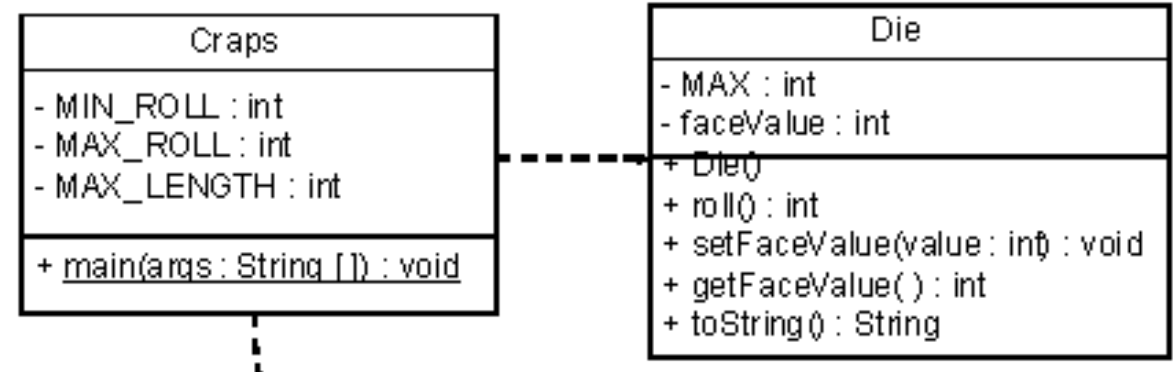 Craps
- MIN_ROLL : int
- MAX_ROLL : int
- MAX_LENGTH : int
+ main(args : String []) : void
Die
- MAX : int
- faceValue : int
+ Die()
+ roll() : int
+ setFaceValue(value : int) : void
+ getFaceValue( ) : int
+ toString() : String